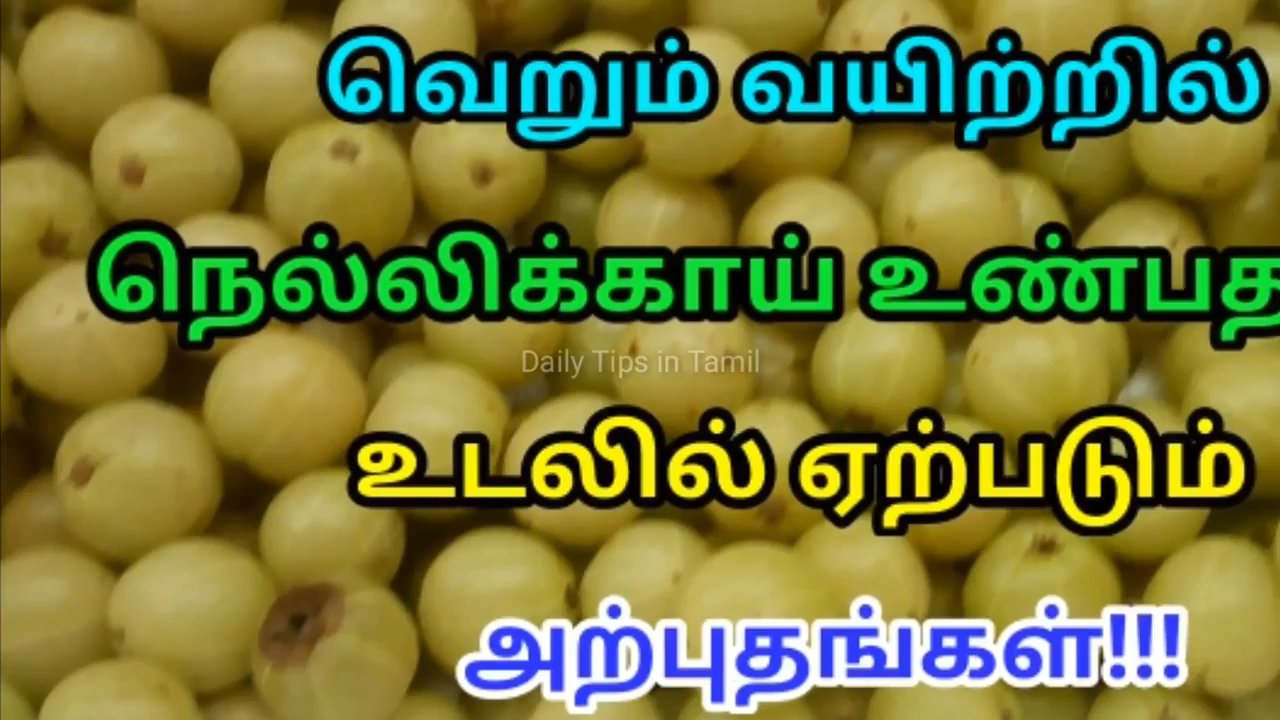 வெறும் வயிற்றில்
நெல்லிக்காய் உண்பத
Daily Tips in Tamil
உடலில் ஏற்படும்
அற்புதங்கள்!!!